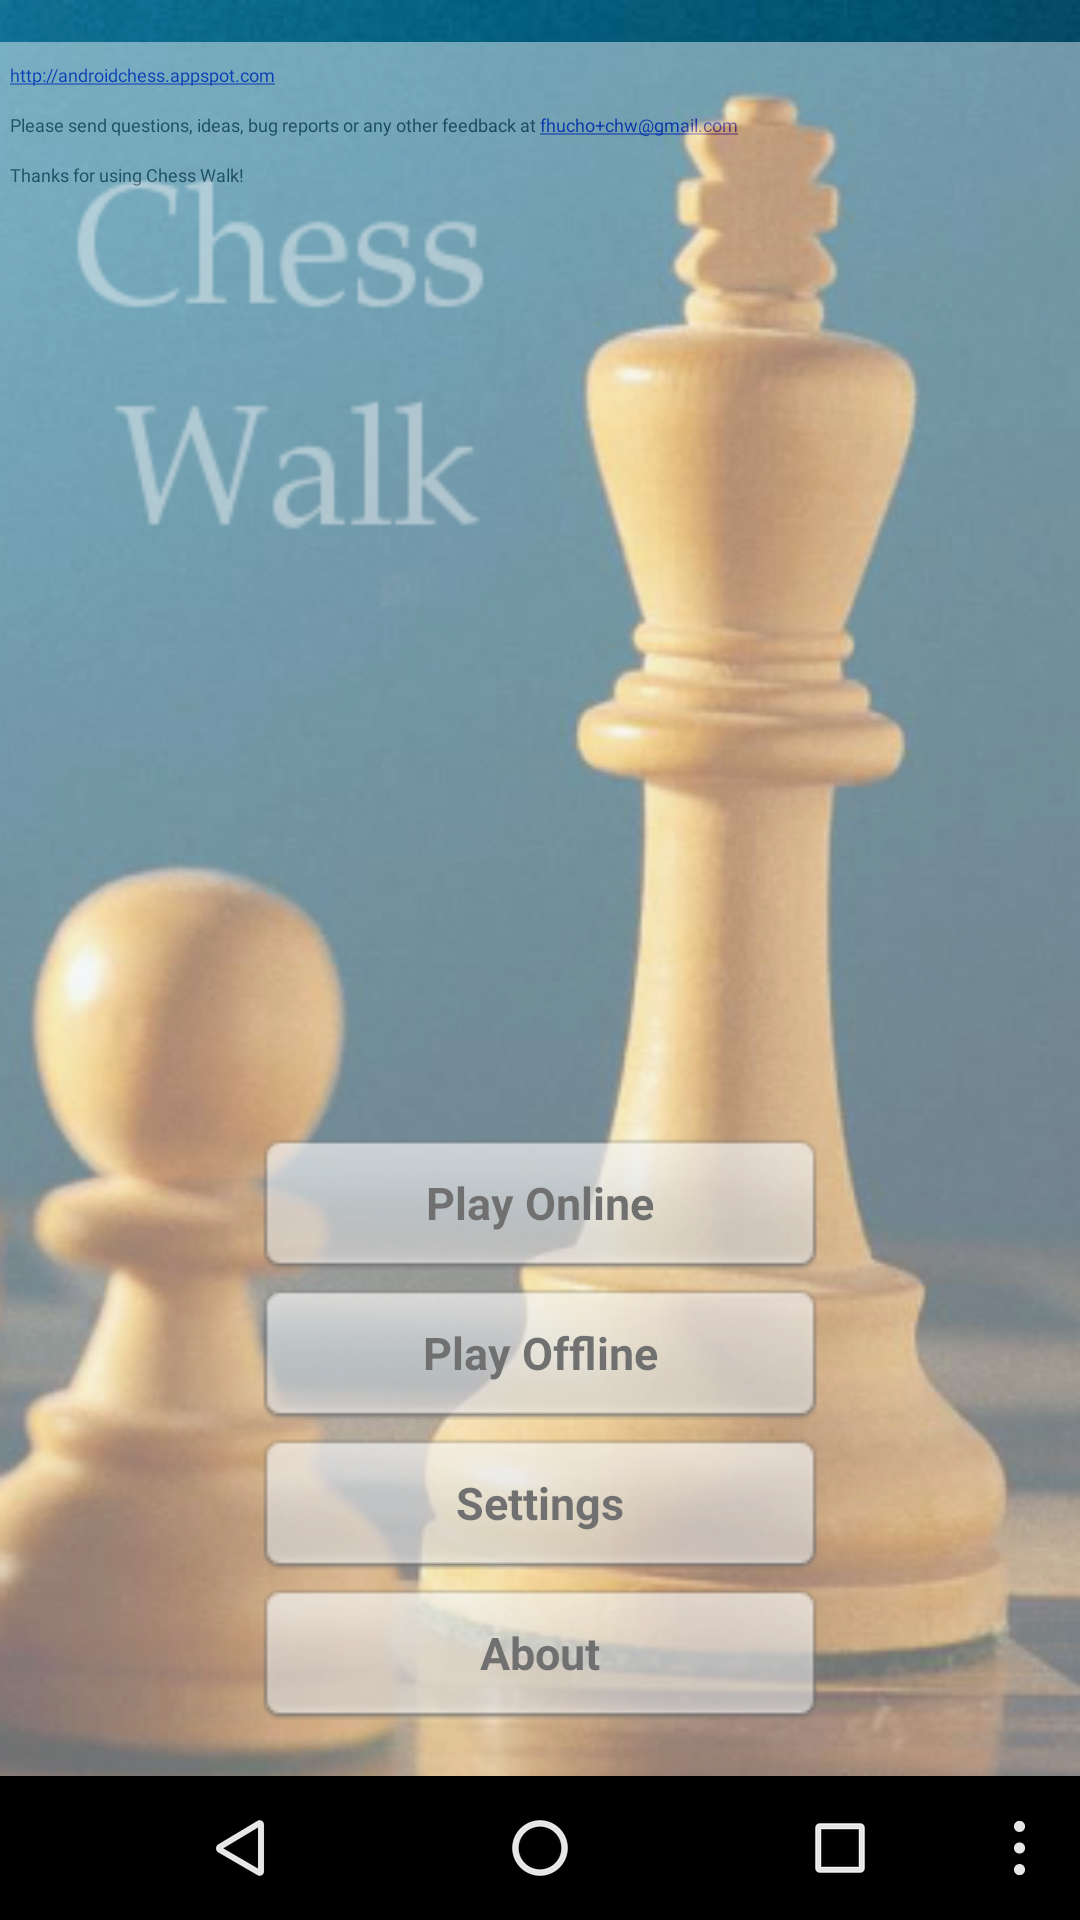 http://androidchess.appspot.com
Please send questions, ideas, bug reports or any other feedback at fhucho+chw@gmail.com
Thanks for using Chess Walk!
Chess
Walk
Play Online
Play Offline
Settings
About